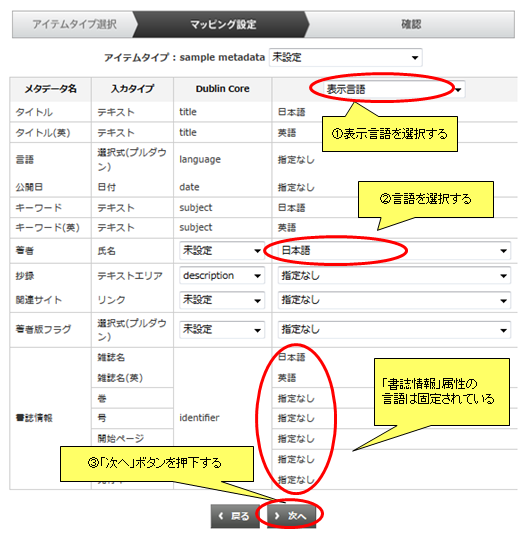 アイテムタイプ選択 マッピング設定 確認
アイテムタイプ : sample metadata 未設定
メタデータ名 入力タイプ Dublin Core 表示言語
タイトル テキスト title 日本語
タイトル(英) テキスト title 英語
①表示言語を選択する
言語 選択式(プルダウン) language 指定なし
公開日 日付 date 指定なし
②言語を選択する
キーワード テキスト subject 日本語
キーワード(英) テキスト subject 英語
著者 氏名 未設定 日本語
抄録 テキストエリア description 指定なし
関連サイト リンク 未設定 指定なし
著者版フラグ 選択式(プルダウン) 未設定 指定なし
書誌情報 identifier
雑誌名 日本語
雑誌名(英) 英語
巻 指定なし
号 指定なし
開始ページ 指定なし
指定なし
指定なし
「書誌情報」属性の
言語は固定されている
③「次へ」ボタンを押下する
戻る 次へ